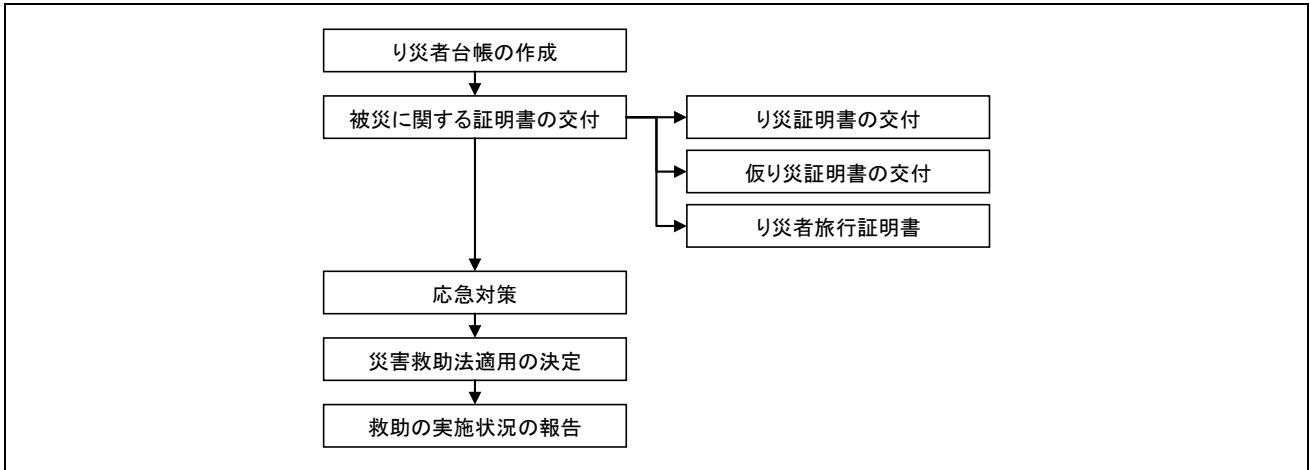 り災者台帳の作成
被災に関する証明書の交付
り災証明書の交付
仮り災証明書の交付
り災者旅行証明書
応急対策
災害救助法適用の決定
救助の実施状況の報告